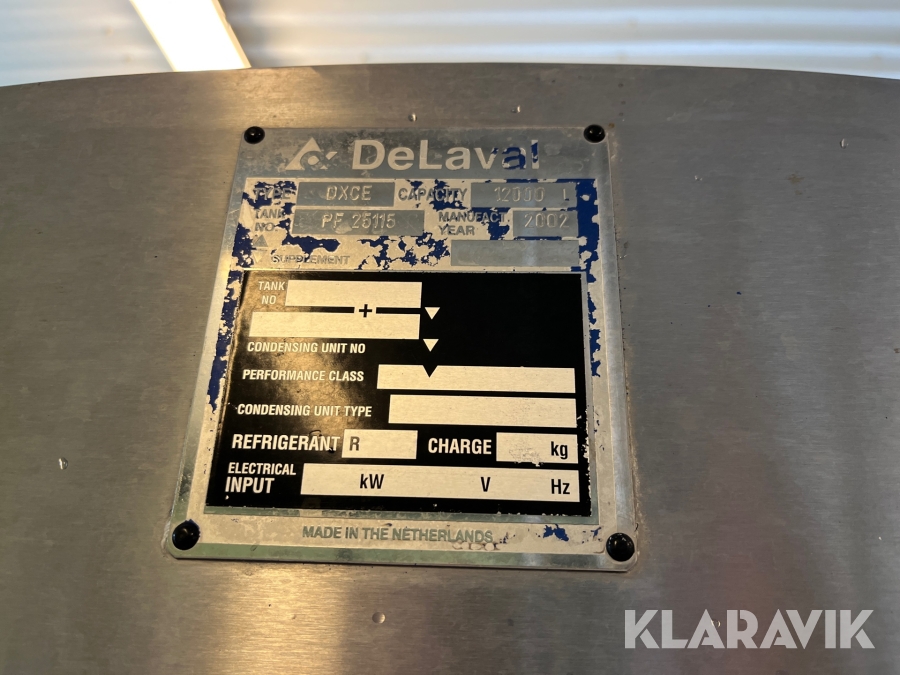 DeLaval
TYPE DXCE CAPACITY 12000 L
TANK NO. PF 25115 MANUFACT. YEAR 2002
SUPPLEMENT
TANK NO
+
CONDENSING UNIT NO
PERFORMANCE CLASS
CONDENSING UNIT TYPE
REFRIGERANT R CHARGE kg
ELECTRICAL INPUT kW V Hz
MADE IN THE NETHERLANDS
KLARAVIK